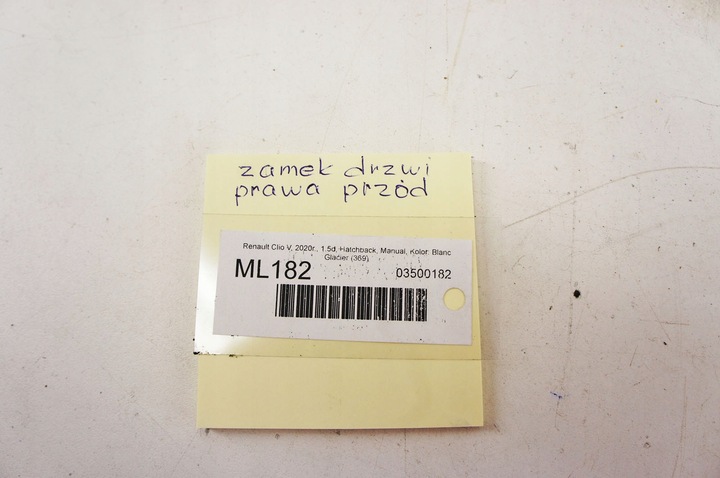 zamek drzwi
prawa przód
Renault Clio V, 2020r., 1.5d, Hatchback, Manual, Kolor: Blanc
Glacier (369)
ML182
03500182